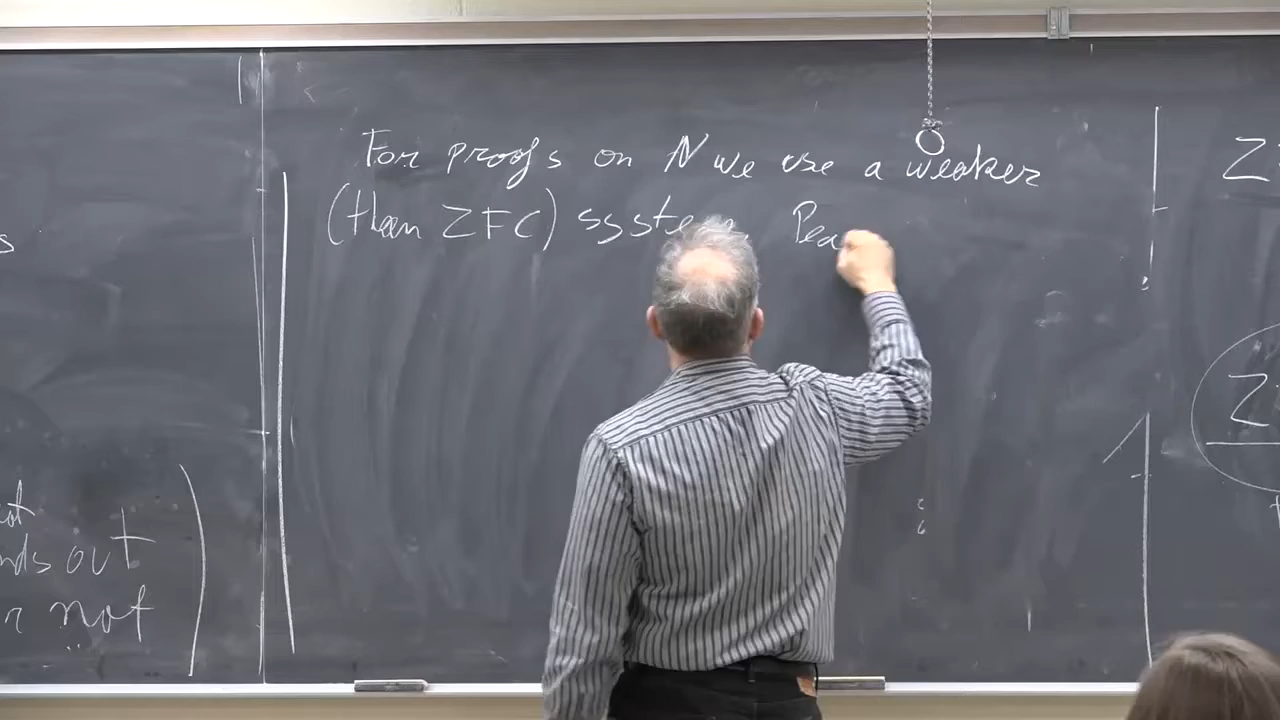 For proofs on N we use a weaker
(than ZFC) system. Pea
nds out
r not
Z
Z